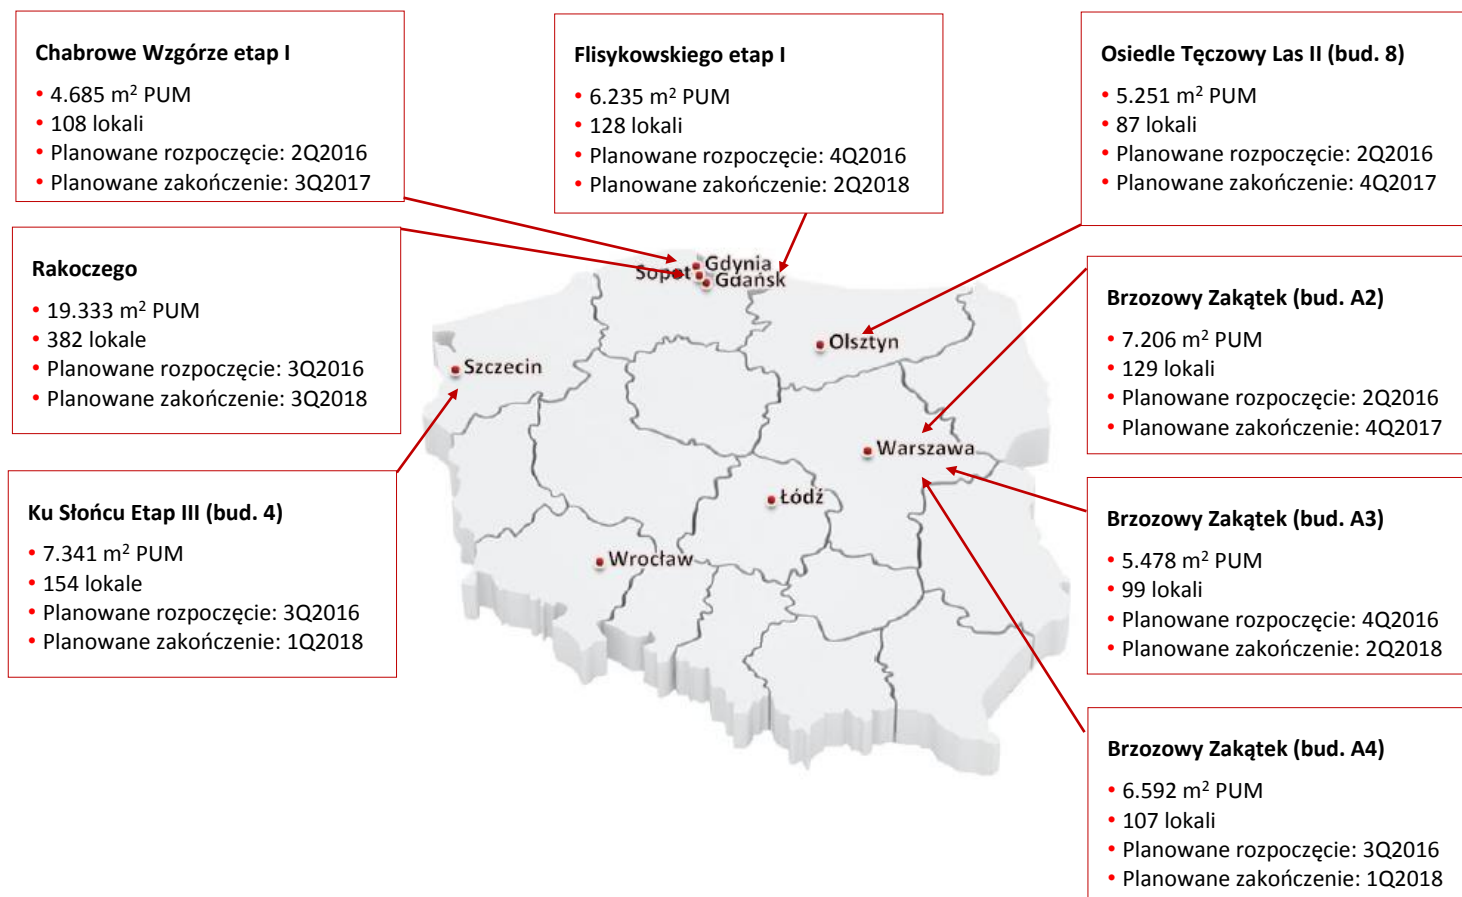 Chabrowe Wzgórze etap I
• 4.685 m² PUM
• 108 lokali
• Planowane rozpoczęcie: 2Q2016
• Planowane zakończenie: 3Q2017
Flisykowskiego etap I
• 6.235 m² PUM
• 128 lokali
• Planowane rozpoczęcie: 4Q2016
• Planowane zakończenie: 2Q2018
Osiedle Tęczowy Las II (bud. 8)
• 5.251 m² PUM
• 87 lokali
• Planowane rozpoczęcie: 2Q2016
• Planowane zakończenie: 4Q2017
Rakoczego
• 19.333 m² PUM
• 382 lokale
• Planowane rozpoczęcie: 3Q2016
• Planowane zakończenie: 3Q2018
Gdynia
Sopot
Gdańsk
Olsztyn
Szczecin
Warszawa
Łódź
Wrocław
Brzozowy Zakątek (bud. A2)
• 7.206 m² PUM
• 129 lokali
• Planowane rozpoczęcie: 2Q2016
• Planowane zakończenie: 4Q2017
Ku Słońcu Etap III (bud. 4)
• 7.341 m² PUM
• 154 lokale
• Planowane rozpoczęcie: 3Q2016
• Planowane zakończenie: 1Q2018
Brzozowy Zakątek (bud. A3)
• 5.478 m² PUM
• 99 lokali
• Planowane rozpoczęcie: 4Q2016
• Planowane zakończenie: 2Q2018
Brzozowy Zakątek (bud. A4)
• 6.592 m² PUM
• 107 lokali
• Planowane rozpoczęcie: 3Q2016
• Planowane zakończenie: 1Q2018